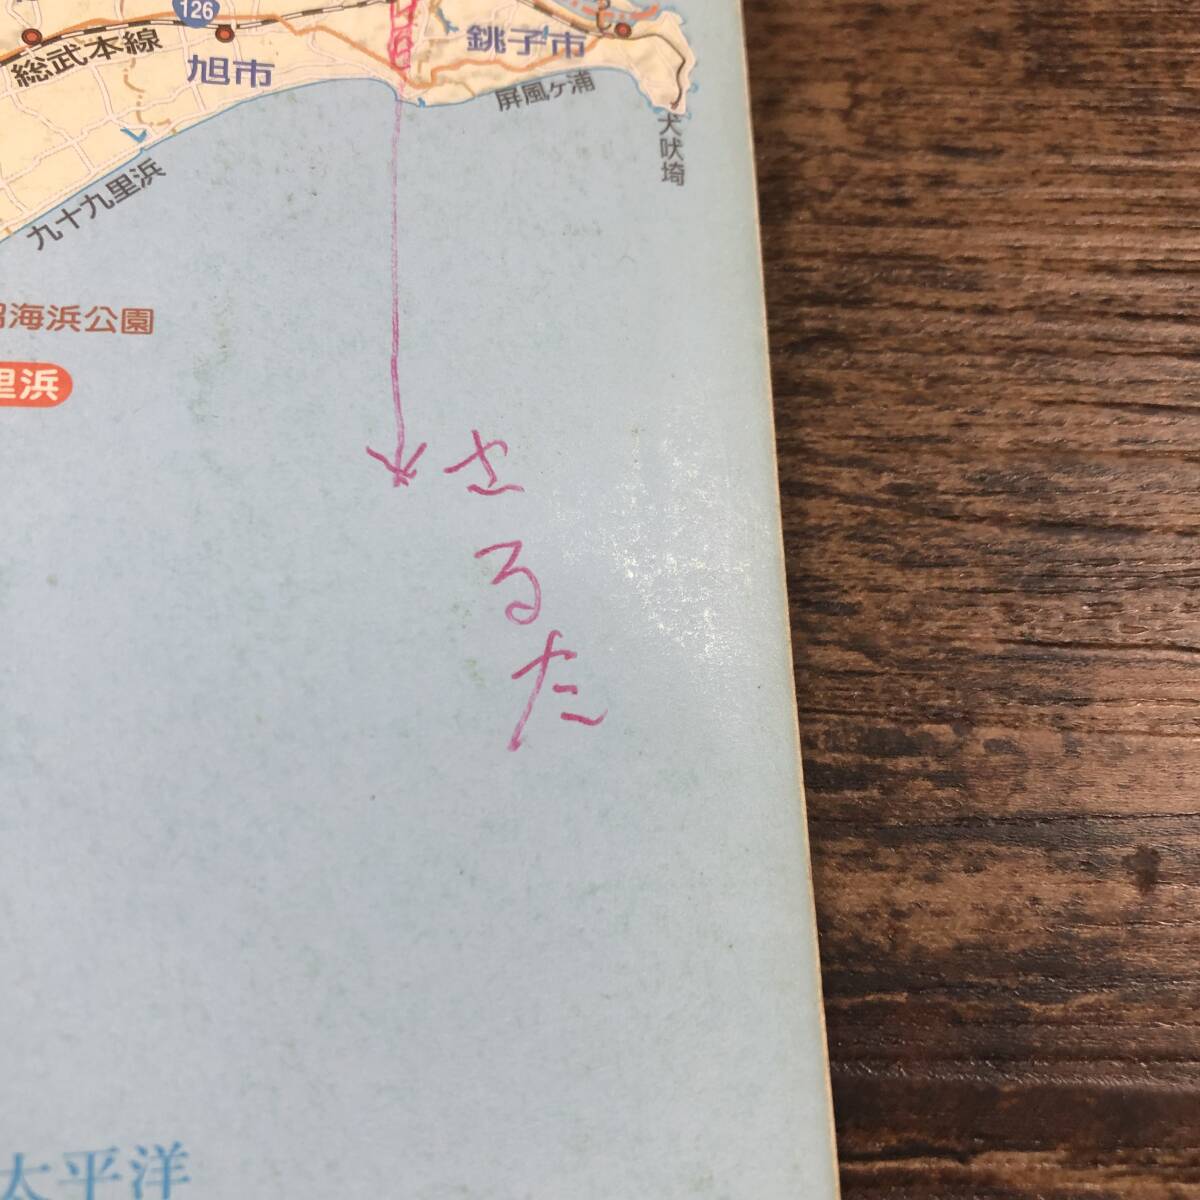 126
総武本線
旭市
銚子市
屏風ヶ浦
犬吠埼
九十九里浜
海浜公園
里浜
さるた
太平洋